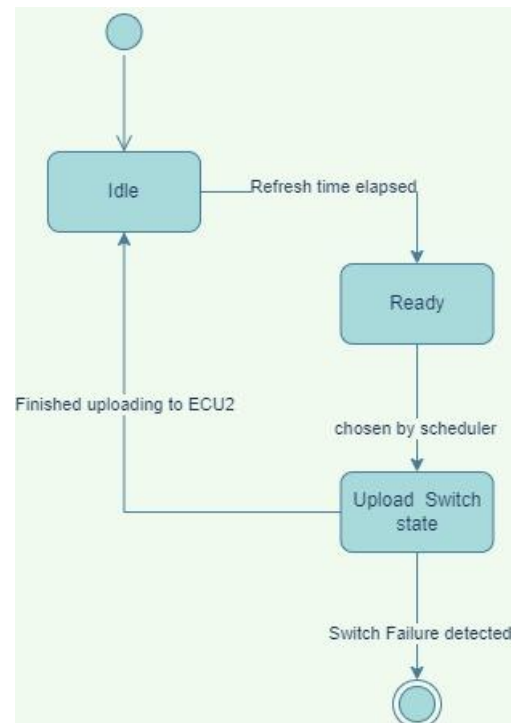 Idle
Refresh time elapsed
Ready
Finished uploading to ECU2
chosen by scheduler
Upload Switch
state
Switch Failure detected